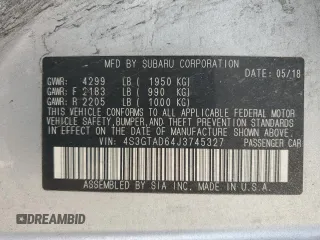 MFD BY SUBARU CORPORATION
DATE: 05/18
GVWR: 4299 LB ( 1950 KG)
GAWR: F 2183 LB ( 990 KG)
GAWR: R 2205 LB ( 1000 KG)
THIS VEHICLE CONFORMS TO ALL APPLICABLE FEDERAL MOTOR
VEHICLE SAFETY, BUMPER, AND THEFT PREVENTION STANDARDS
IN EFFECT ON THE DATE OF MANUFACTURE SHOWN ABOVE.
VIN: 4S3GTAD64J3745327 PASSENGER CAR
ASSEMBLED BY SIA INC. MADE IN U.S.A.
DREAMBID